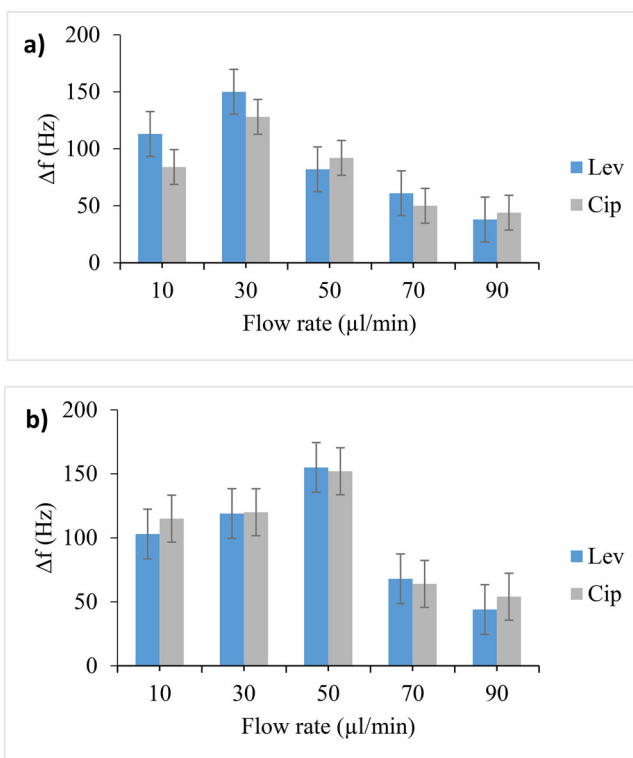 a)
200
150
100
50
0
Δf (Hz)
10 30 50 70 90
Flow rate (µl/min)
Lev
Cip
b)
200
150
100
50
0
Δf (Hz)
10 30 50 70 90
Flow rate (µl/min)
Lev
Cip